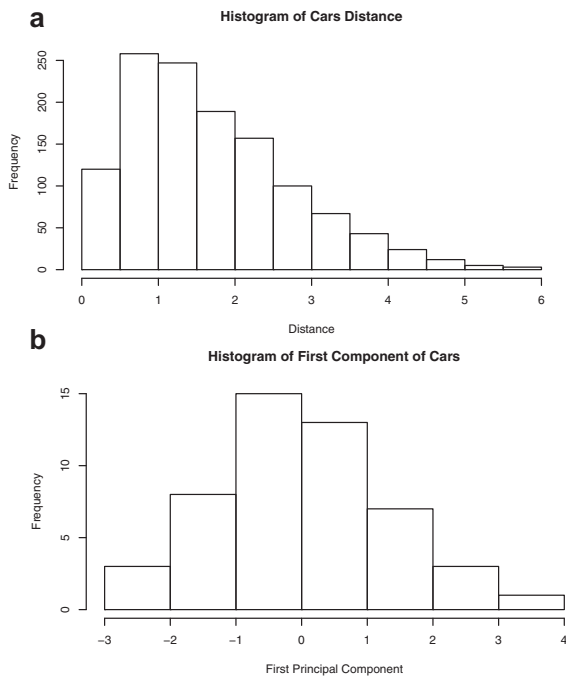 a
Histogram of Cars Distance
Frequency
250
200
150
100
50
0
0 1 2 3 4 5 6
Distance
b
Histogram of First Component of Cars
Frequency
15
10
5
0
−3 −2 −1 0 1 2 3 4
First Principal Component